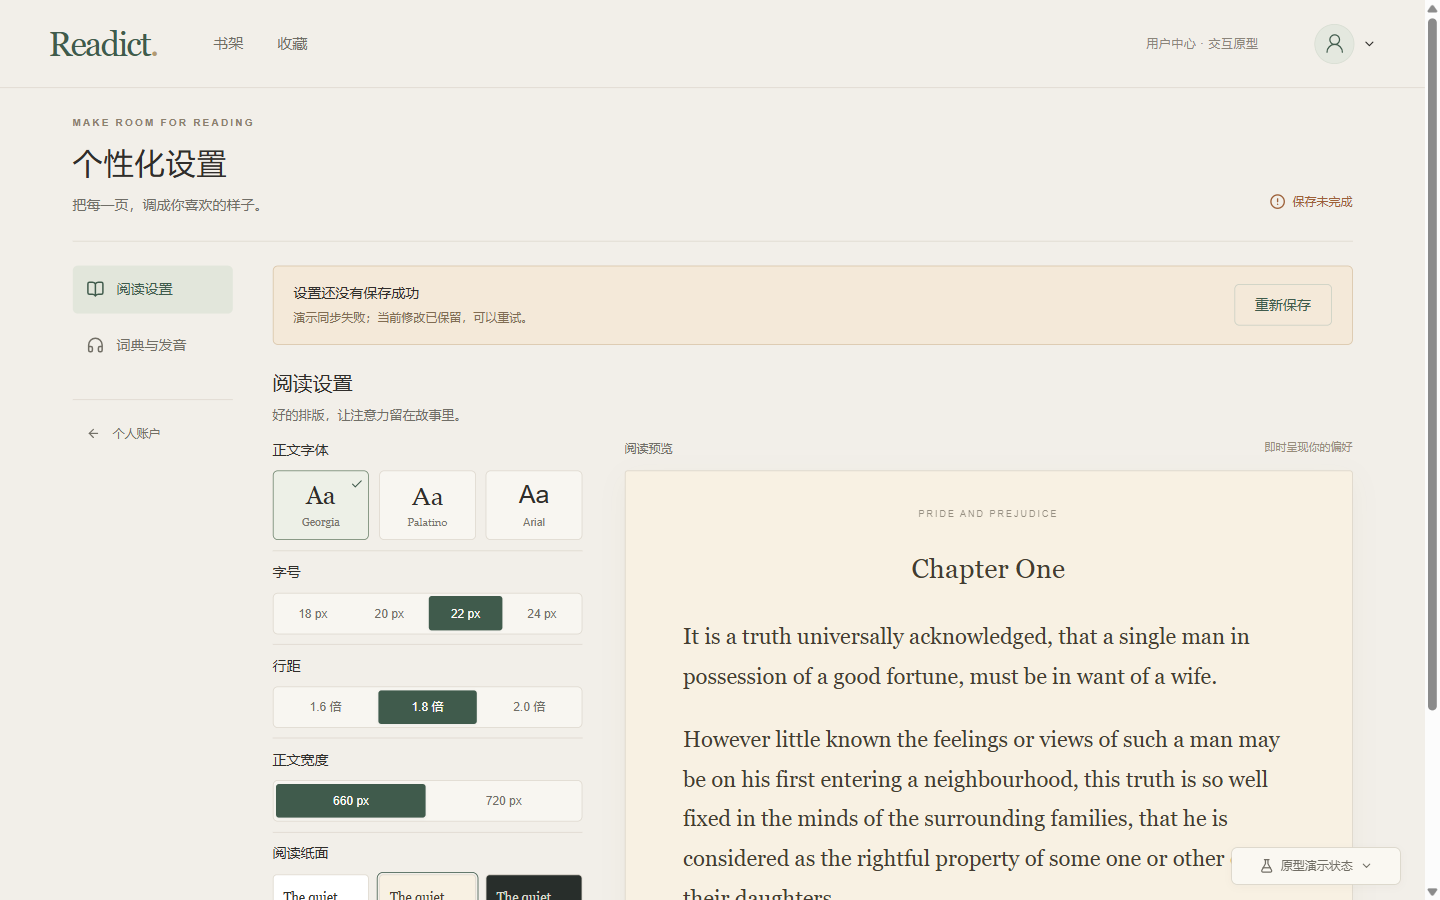 Readict.
书架
收藏
用户中心 · 交互原型
MAKE ROOM FOR READING
个性化设置
把每一页，调成你喜欢的样子。
保存未完成
阅读设置
词典与发音
个人账户
设置还没有保存成功
演示同步失败；当前修改已保留，可以重试。
重新保存
阅读设置
好的排版，让注意力留在故事里。
正文字体
Aa
Georgia
Aa
Palatino
Aa
Arial
字号
18 px
20 px
22 px
24 px
行距
1.6 倍
1.8 倍
2.0 倍
正文宽度
660 px
720 px
阅读纸面
The quiet
The quiet
The quiet
阅读预览
即时呈现你的偏好
PRIDE AND PREJUDICE
Chapter One
It is a truth universally acknowledged, that a single man in
possession of a good fortune, must be in want of a wife.
However little known the feelings or views of such a man may
be on his first entering a neighbourhood, this truth is so well
fixed in the minds of the surrounding families, that he is
considered as the rightful property of some one or other
their daughters.
原型演示状态